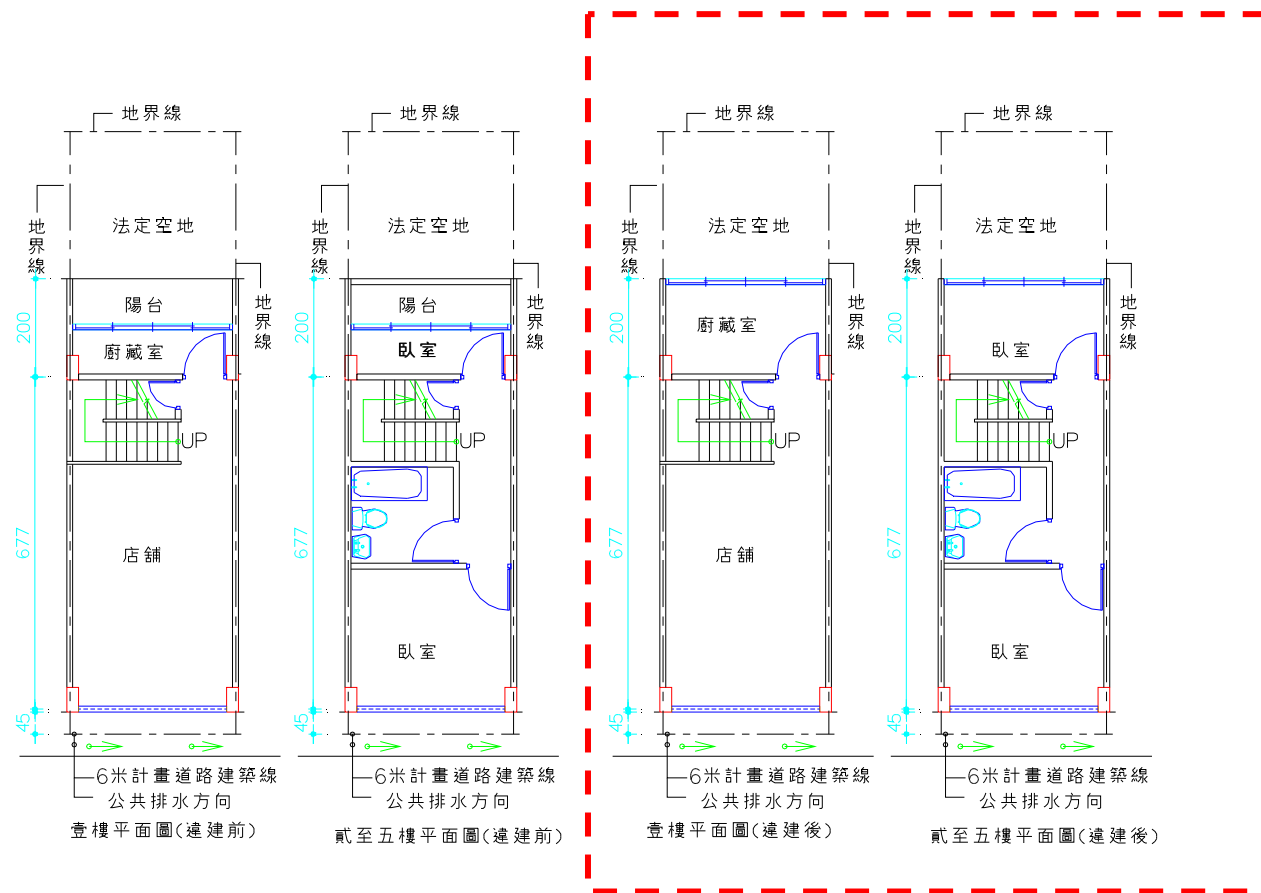 地界線
地界線
法定空地
地界線
陽台
廚藏室
200
UP
677
店舖
45
6米計畫道路建築線
公共排水方向
壹樓平面圖(違建前)
地界線
地界線
法定空地
地界線
陽台
臥室
200
UP
677
臥室
45
6米計畫道路建築線
公共排水方向
貳至五樓平面圖(違建前)
地界線
地界線
法定空地
地界線
廚藏室
200
UP
677
店舖
45
6米計畫道路建築線
公共排水方向
壹樓平面圖(違建後)
地界線
地界線
法定空地
地界線
臥室
200
UP
677
臥室
45
6米計畫道路建築線
公共排水方向
貳至五樓平面圖(違建後)